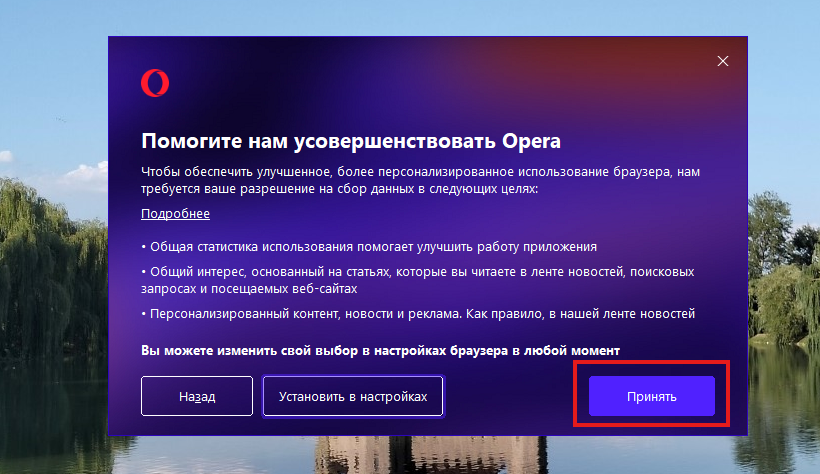 Помогите нам усовершенствовать Opera
Чтобы обеспечить улучшенное, более персонализированное использование браузера, нам
требуется ваше разрешение на сбор данных в следующих целях:
Подробнее
• Общая статистика использования помогает улучшить работу приложения
• Общий интерес, основанный на статьях, которые вы читаете в ленте новостей, поисковых
запросах и посещаемых веб-сайтах
• Персонализированный контент, новости и реклама. Как правило, в нашей ленте новостей
Вы можете изменить свой выбор в настройках браузера в любой момент
Назад Установить в настройках Принять